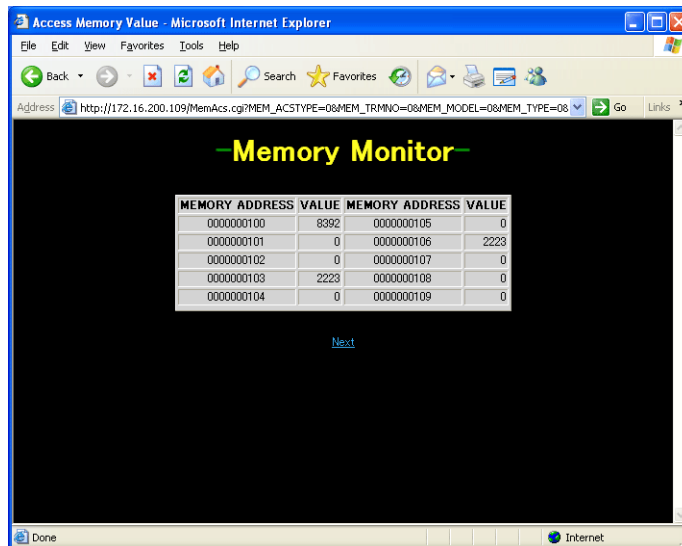 Access Memory Value - Microsoft Internet Explorer
File Edit View Favorites Tools Help
Back Search Favorites
Address http://172.16.200.109/MemAcs.cgi?MEM_ACSTYPE=0&MEM_TRMNO=0&MEM_MODEL=0&MEM_TYPE=0& Go Links
-Memory Monitor-
MEMORY ADDRESS VALUE MEMORY ADDRESS VALUE
0000000100 8392 0000000105 0
0000000101 0 0000000106 2223
0000000102 0 0000000107 0
0000000103 2223 0000000108 0
0000000104 0 0000000109 0
Next
Done Internet